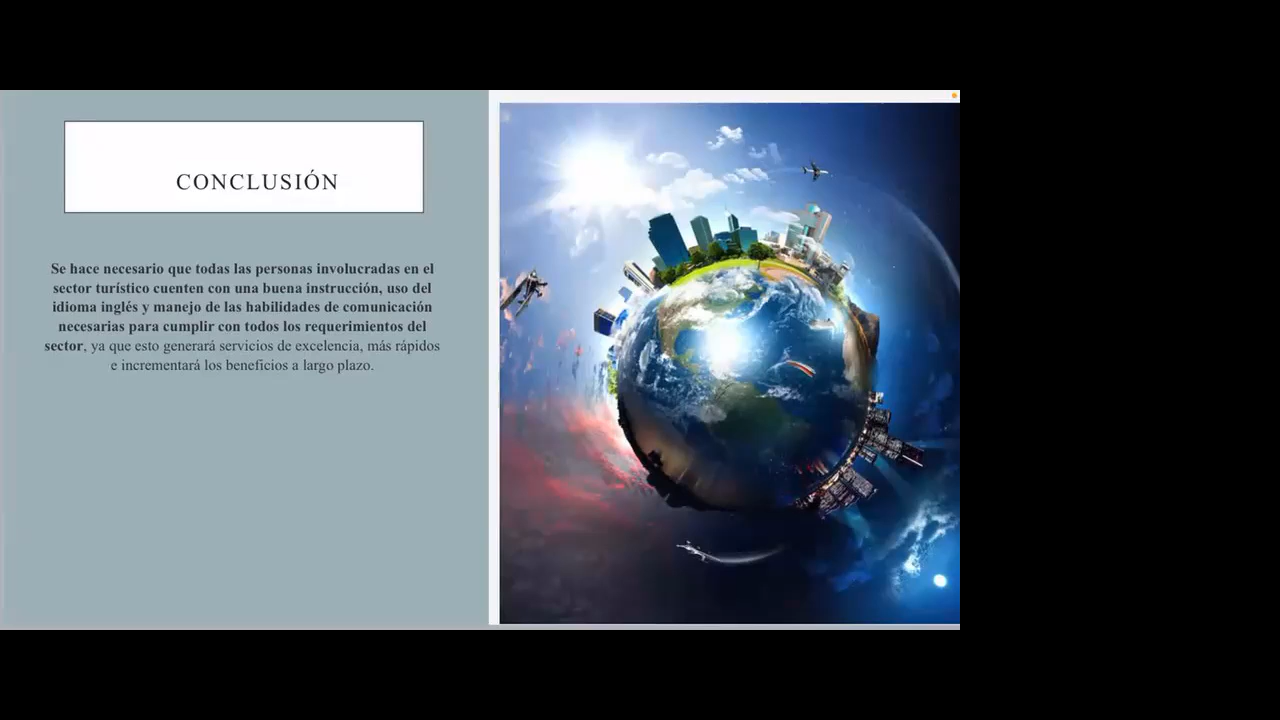 CONCLUSIÓN
Se hace necesario que todas las personas involucradas en el
sector turístico cuenten con una buena instrucción, uso del
idioma inglés y manejo de las habilidades de comunicación
necesarias para cumplir con todos los requerimientos del
sector, ya que esto generará servicios de excelencia, más rápidos
e incrementará los beneficios a largo plazo.